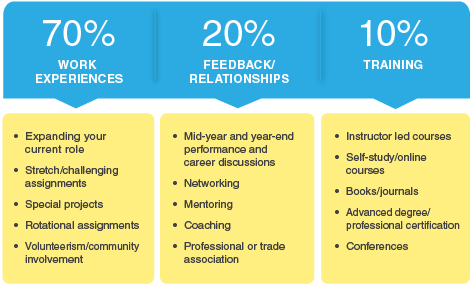 70%
WORK
EXPERIENCES
• Expanding your
current role
• Stretch/challenging
assignments
• Special projects
• Rotational assignments
• Volunteerism/community
involvement
20%
FEEDBACK/
RELATIONSHIPS
• Mid-year and year-end
performance and
career discussions
• Networking
• Mentoring
• Coaching
• Professional or trade
association
10%
TRAINING
• Instructor led courses
• Self-study/online
courses
• Books/journals
• Advanced degree/
professional certification
• Conferences